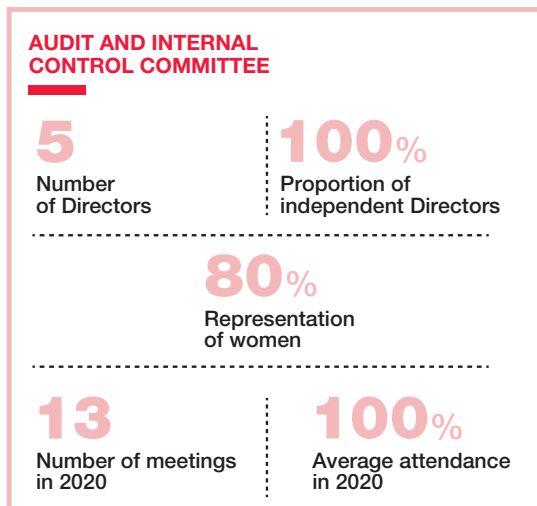 AUDIT AND INTERNAL
CONTROL COMMITTEE
5
Number
of Directors
100%
Proportion of
independent Directors
80%
Representation
of women
13
Number of meetings
in 2020
100%
Average attendance
in 2020